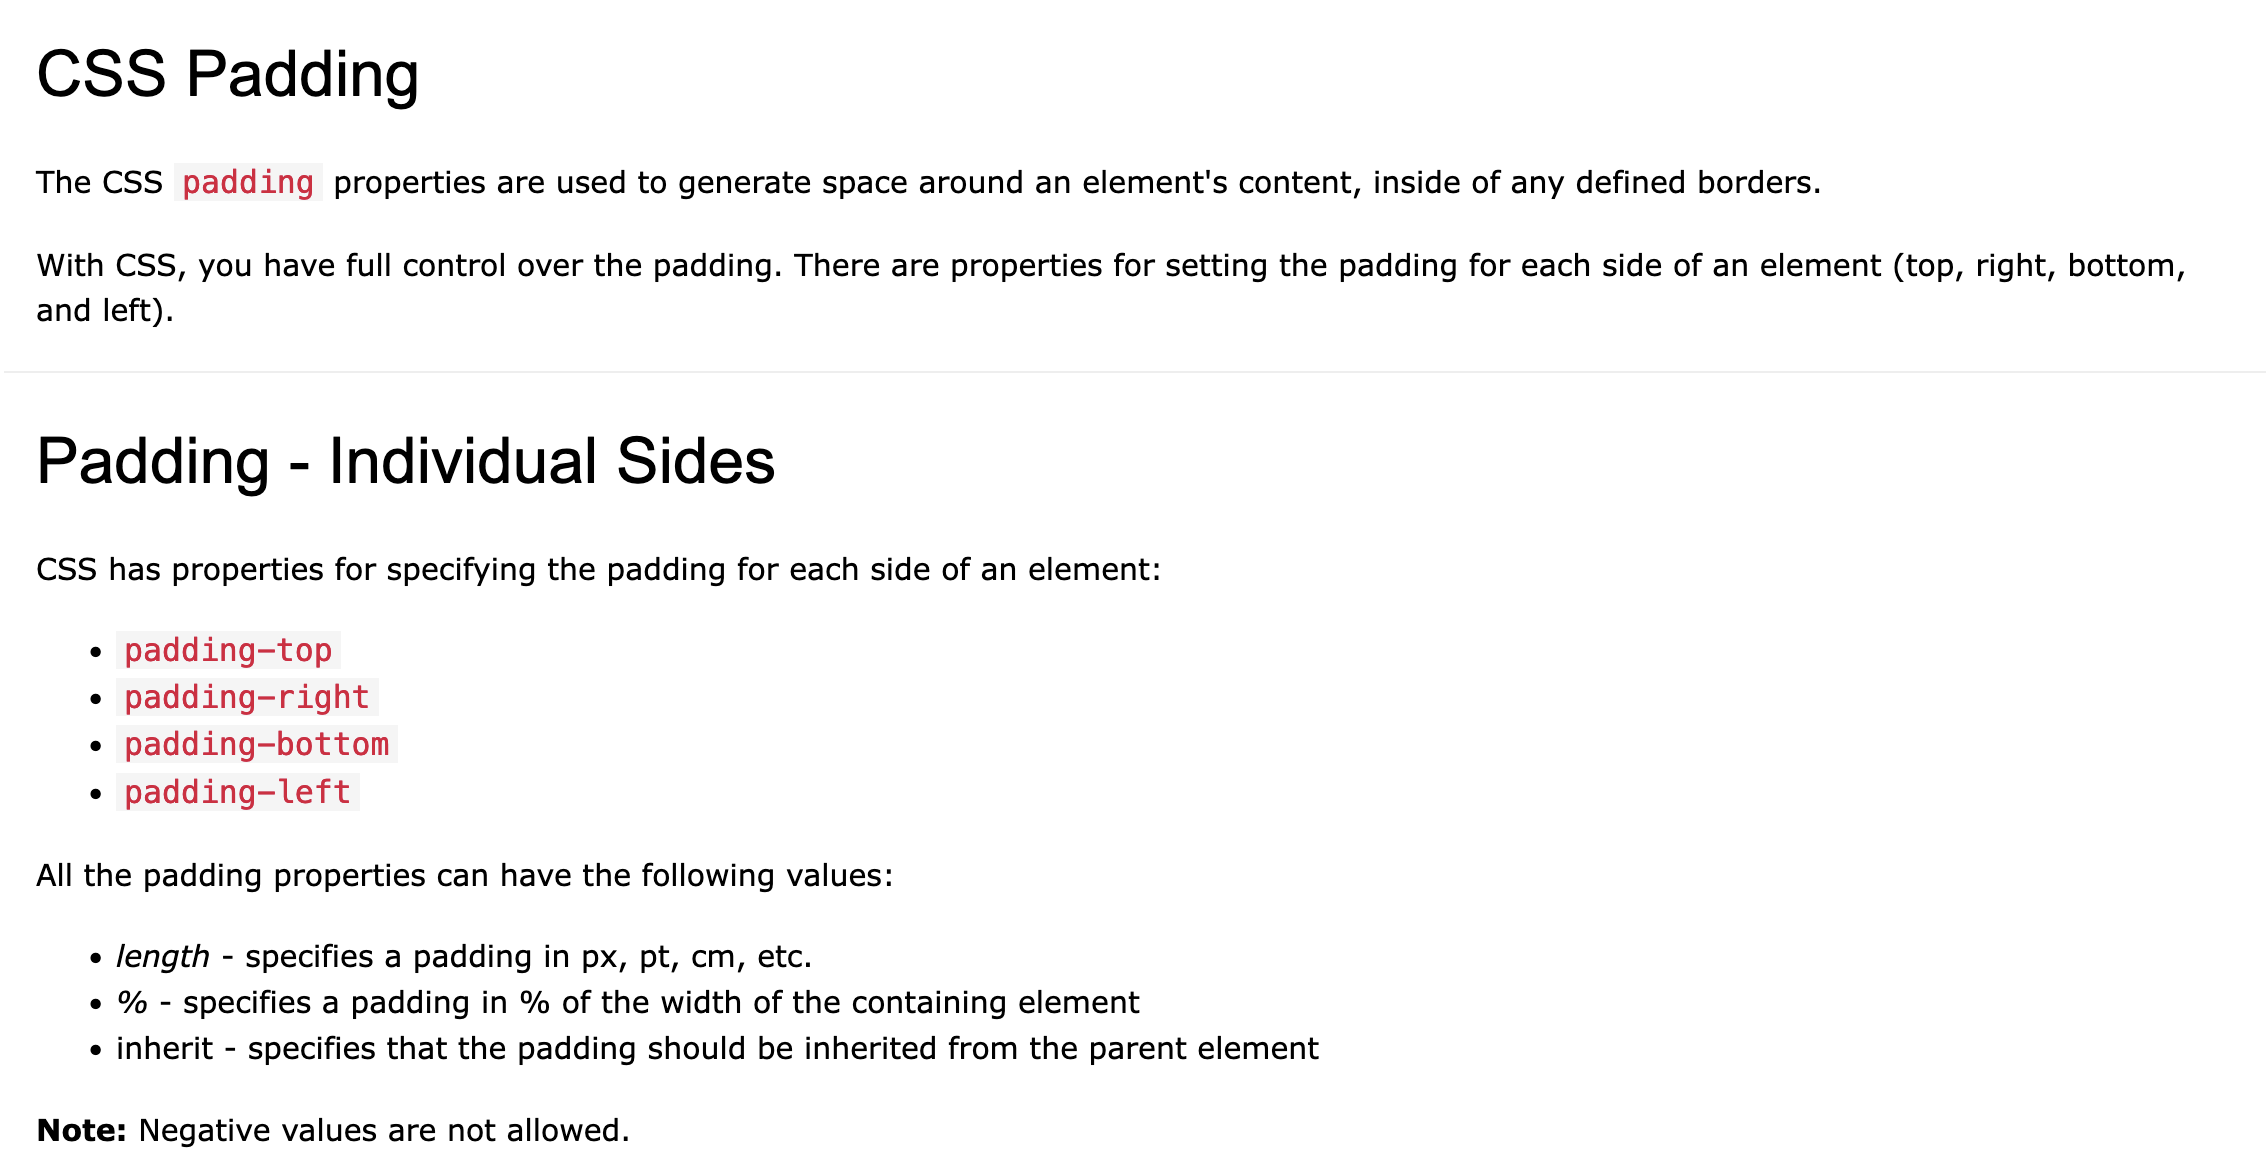 CSS Padding
The CSS padding properties are used to generate space around an element's content, inside of any defined borders.
With CSS, you have full control over the padding. There are properties for setting the padding for each side of an element (top, right, bottom,
and left).
Padding - Individual Sides
CSS has properties for specifying the padding for each side of an element:
• padding-top
• padding-right
• padding-bottom
• padding-left
All the padding properties can have the following values:
• length - specifies a padding in px, pt, cm, etc.
• % - specifies a padding in % of the width of the containing element
• inherit - specifies that the padding should be inherited from the parent element
Note: Negative values are not allowed.